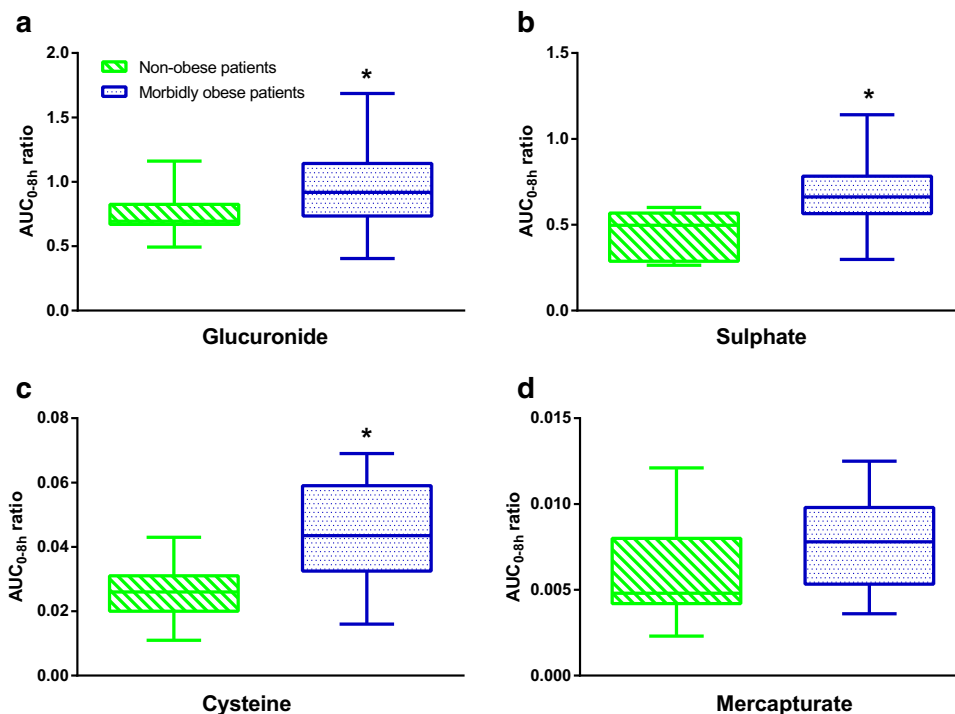 a
2.0
1.5
1.0
0.5
0.0
AUC0-8h ratio
Non-obese patients
Morbidly obese patients
*
Glucuronide
b
1.5
1.0
0.5
0.0
AUC0-8h ratio
*
Sulphate
c
0.08
0.06
0.04
0.02
0.00
AUC0-8h ratio
*
Cysteine
d
0.015
0.010
0.005
0.000
AUC0-8h ratio
Mercapturate